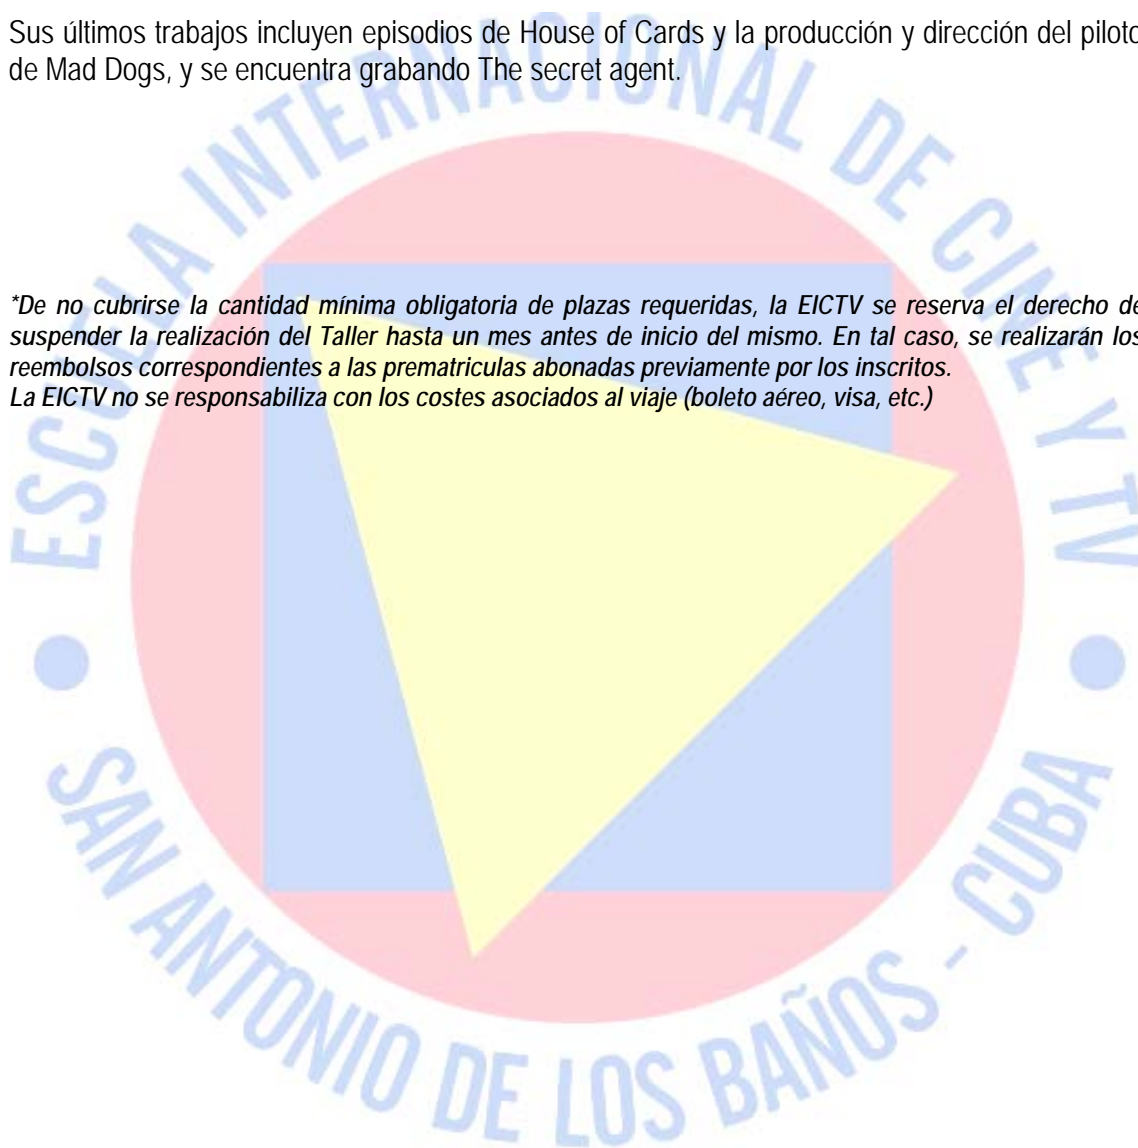 Sus últimos trabajos incluyen episodios de House of Cards y la producción y dirección del piloto
de Mad Dogs, y se encuentra grabando The secret agent.
*De no cubrirse la cantidad mínima obligatoria de plazas requeridas, la EICTV se reserva el derecho de
suspender la realización del Taller hasta un mes antes de inicio del mismo. En tal caso, se realizarán los
reembolsos correspondientes a las prematriculas abonadas previamente por los inscritos.
La EICTV no se responsabiliza con los costes asociados al viaje (boleto aéreo, visa, etc.)
ESCUELA INTERNACIONAL DE CINE Y TV
SAN ANTONIO DE LOS BAÑOS - CUBA